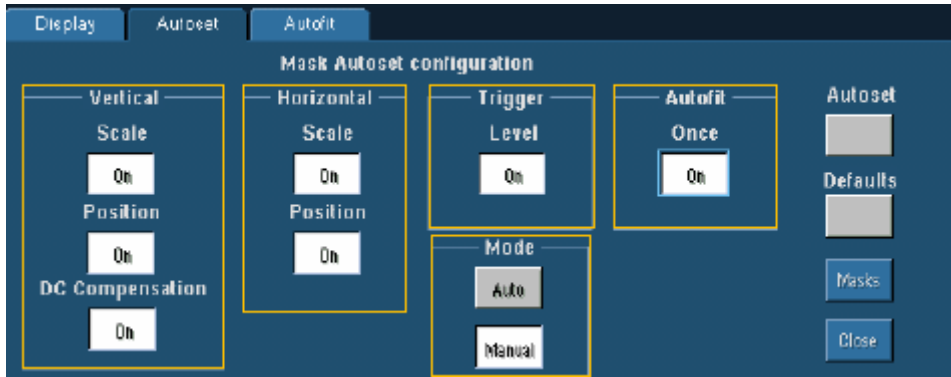 Display Autoset Autofit
Mask Autoset configuration
Vertical
Scale
On
Position
On
DC Compensation
On
Horizontal
Scale
On
Position
On
Trigger
Level
On
Mode
Auto
Manual
Autofit
Once
On
Autoset
Defaults
Masks
Close